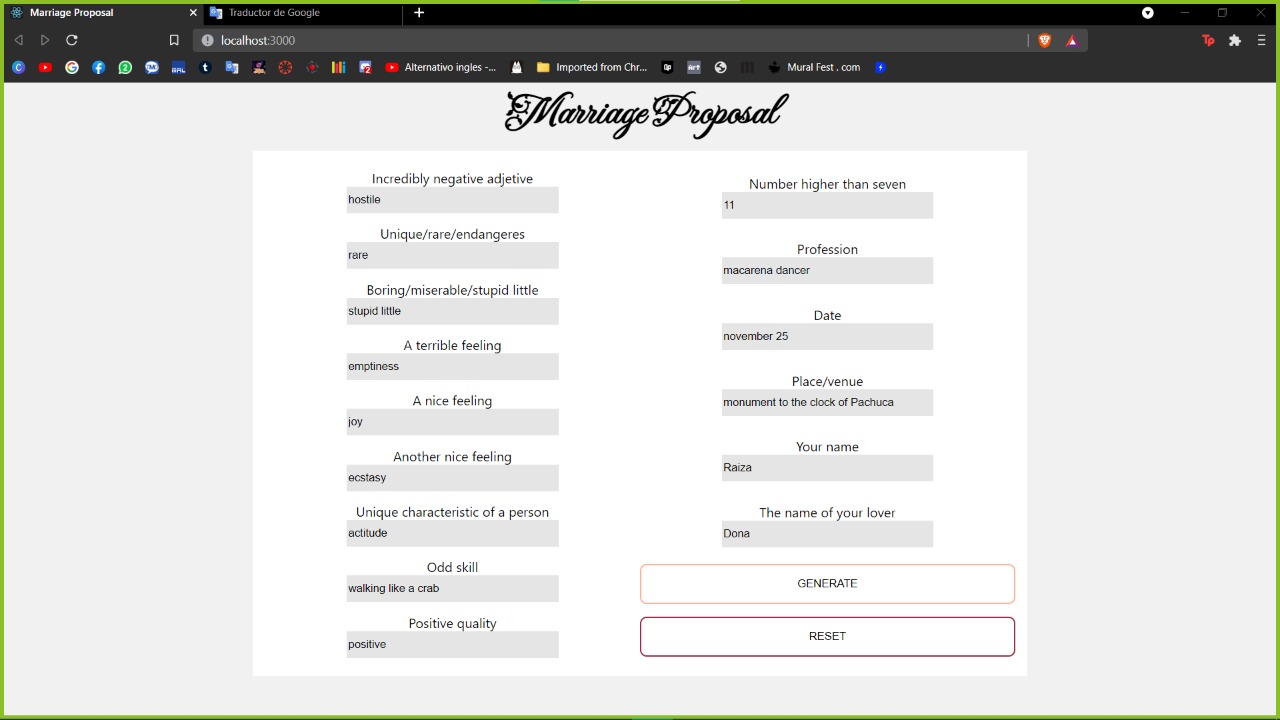 Marriage Proposal
Traductor de Google
localhost:3000
Alternativo ingles -...
Imported from Chr...
Mural Fest . com
Marriage Proposal
Incredibly negative adjetive
hostile
Unique/rare/endangeres
rare
Boring/miserable/stupid little
stupid little
A terrible feeling
emptiness
A nice feeling
joy
Another nice feeling
ecstasy
Unique characteristic of a person
actitude
Odd skill
walking like a crab
Positive quality
positive
Number higher than seven
11
Profession
macarena dancer
Date
november 25
Place/venue
monument to the clock of Pachuca
Your name
Raiza
The name of your lover
Dona
GENERATE
RESET